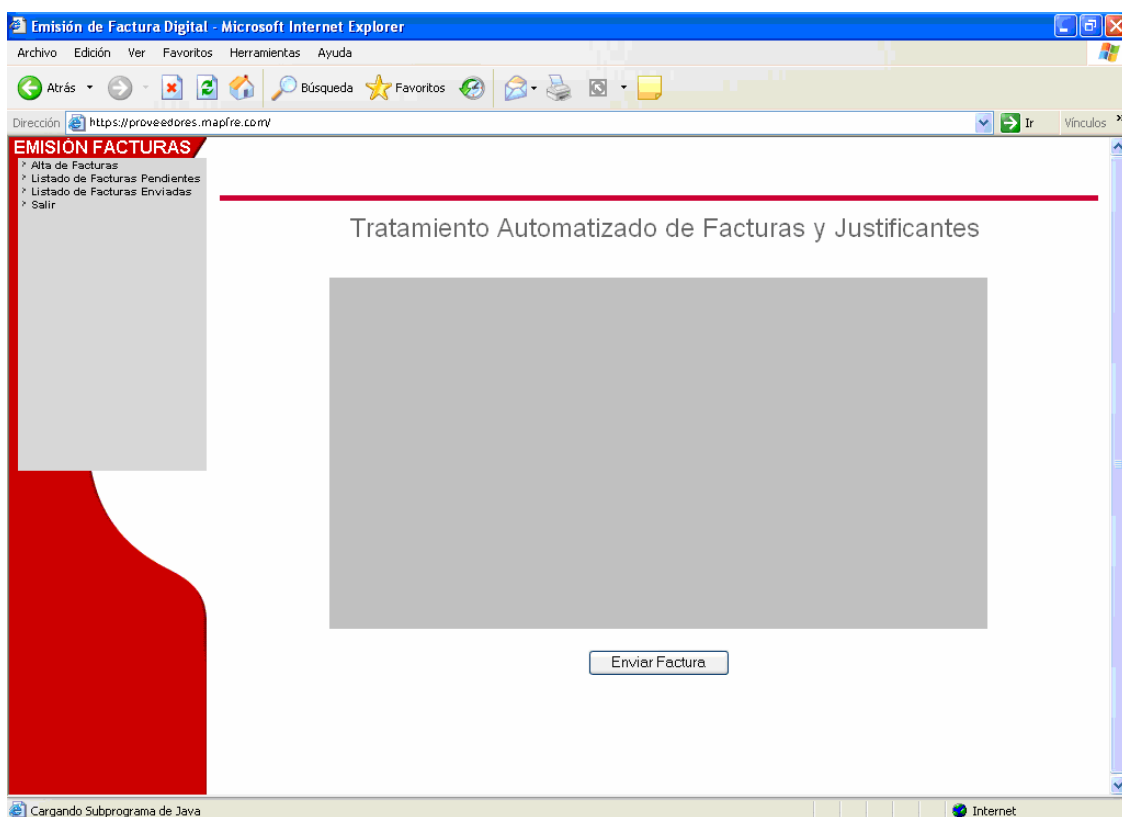 Emisión de Factura Digital - Microsoft Internet Explorer
Archivo Edición Ver Favoritos Herramientas Ayuda
Atrás Búsqueda Favoritos
Dirección https://proveedores.mapfre.com/ Ir Vínculos »
EMISIÓN FACTURAS
Alta de Facturas
Listado de Facturas Pendientes
Listado de Facturas Enviadas
Salir
Tratamiento Automatizado de Facturas y Justificantes
Enviar Factura
Cargando Subprograma de Java Internet